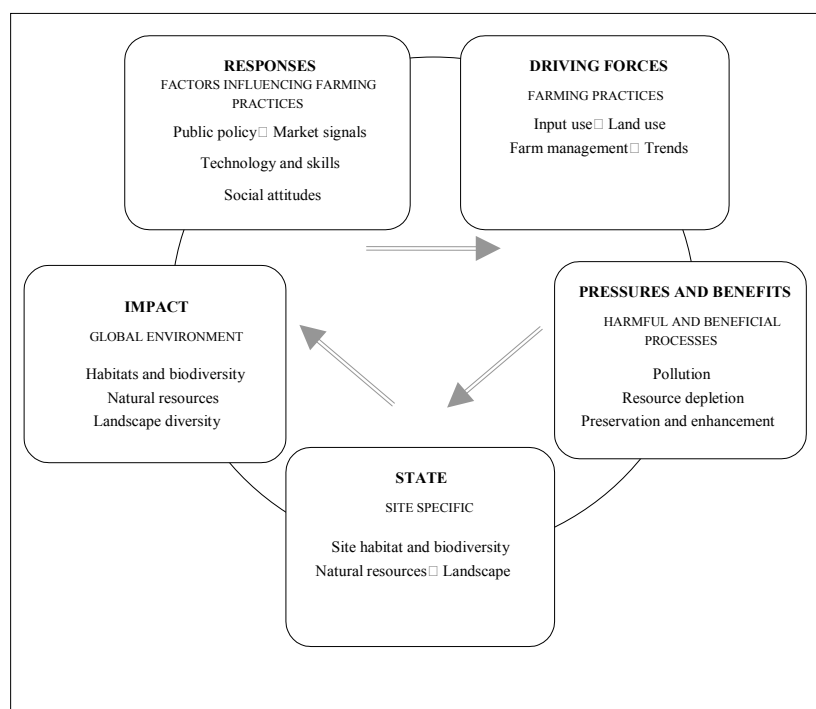 RESPONSES
FACTORS INFLUENCING FARMING
PRACTICES
Public policy□ Market signals
Technology and skills
Social attitudes
DRIVING FORCES
FARMING PRACTICES
Input use□ Land use
Farm management□ Trends
PRESSURES AND BENEFITS
HARMFUL AND BENEFICIAL
PROCESSES
Pollution
Resource depletion
Preservation and enhancement
STATE
SITE SPECIFIC
Site habitat and biodiversity
Natural resources□ Landscape
IMPACT
GLOBAL ENVIRONMENT
Habitats and biodiversity
Natural resources
Landscape diversity